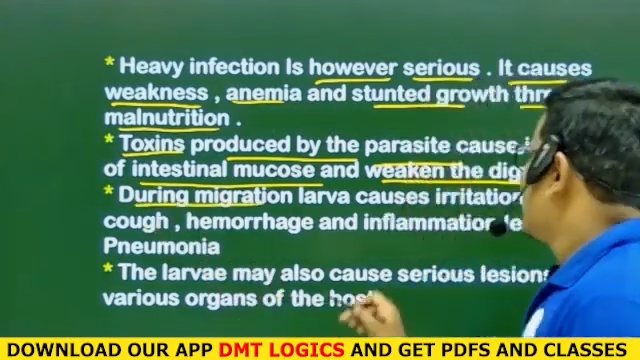 * Heavy infection Is however serious . It causes
weakness , anemia and stunted growth
malnutrition .
* Toxins produced by the parasite
of intestinal mucose and weaken the
* During migration larva causes irritation
cough , hemorrhage and inflammation
Pneumonia
* The larvae may also cause serious lesions
various organs of the
DOWNLOAD OUR APP DMT LOGICS AND GET PDFS AND CLASSES